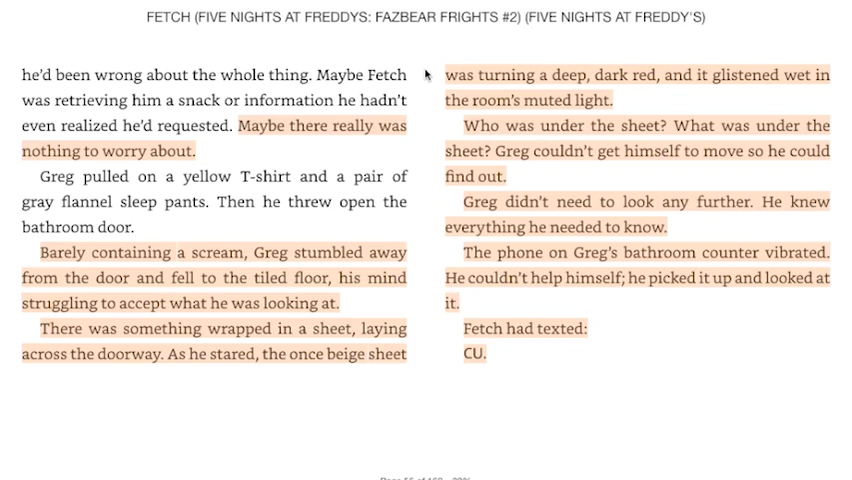 FETCH (FIVE NIGHTS AT FREDDYS: FAZBEAR FRIGHTS #2) (FIVE NIGHTS AT FREDDY'S)
he’d been wrong about the whole thing. Maybe Fetch
was retrieving him a snack or information he hadn’t
even realized he’d requested. Maybe there really was
nothing to worry about.
Greg pulled on a yellow T-shirt and a pair of
gray flannel sleep pants. Then he threw open the
bathroom door.
Barely containing a scream, Greg stumbled away
from the door and fell to the tiled floor, his mind
struggling to accept what he was looking at.
There was something wrapped in a sheet, laying
across the doorway. As he stared, the once beige sheet
was turning a deep, dark red, and it glistened wet in
the room’s muted light.
Who was under the sheet? What was under the
sheet? Greg couldn’t get himself to move so he could
find out.
Greg didn’t need to look any further. He knew
everything he needed to know.
The phone on Greg’s bathroom counter vibrated.
He couldn’t help himself; he picked it up and looked at
it.
Fetch had texted:
CU.